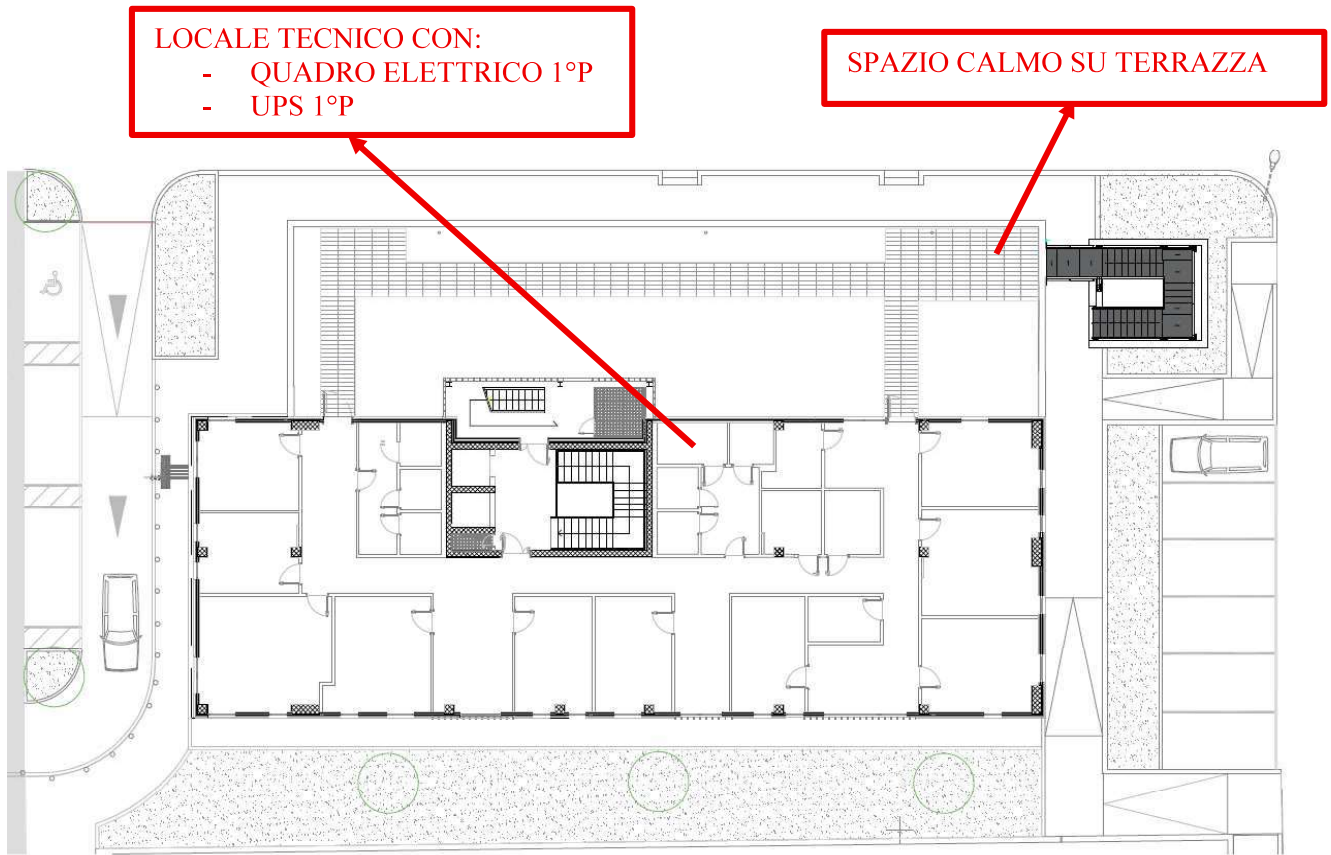 LOCALE TECNICO CON:
- QUADRO ELETTRICO 1°P
- UPS 1°P
SPAZIO CALMO SU TERRAZZA